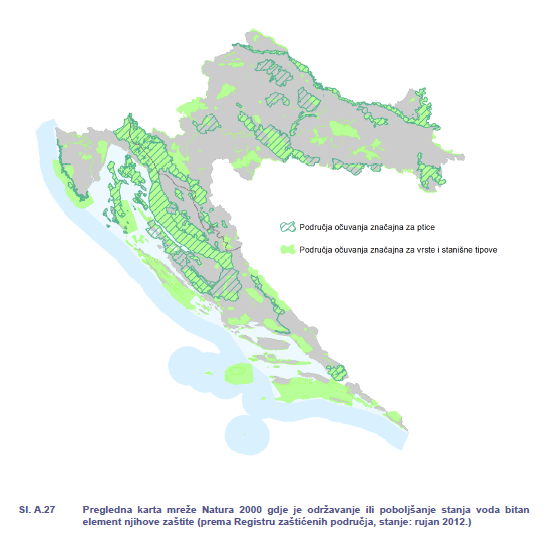 Područja očuvanja značajna za ptice
Područja očuvanja značajna za vrste i stanišne tipove
Sl. A.27 Pregledna karta mreže Natura 2000 gdje je održavanje ili poboljšanje stanja voda bitan
element njihove zaštite (prema Registru zaštićenih područja, stanje: rujan 2012.)